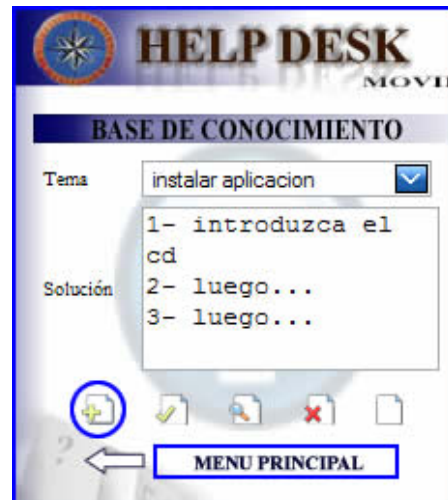 HELP DESK
MOVIL
BASE DE CONOCIMIENTO
Tema
instalar aplicacion
1- introduzca el
cd
Solución
2- luego...
3- luego...
?
MENU PRINCIPAL